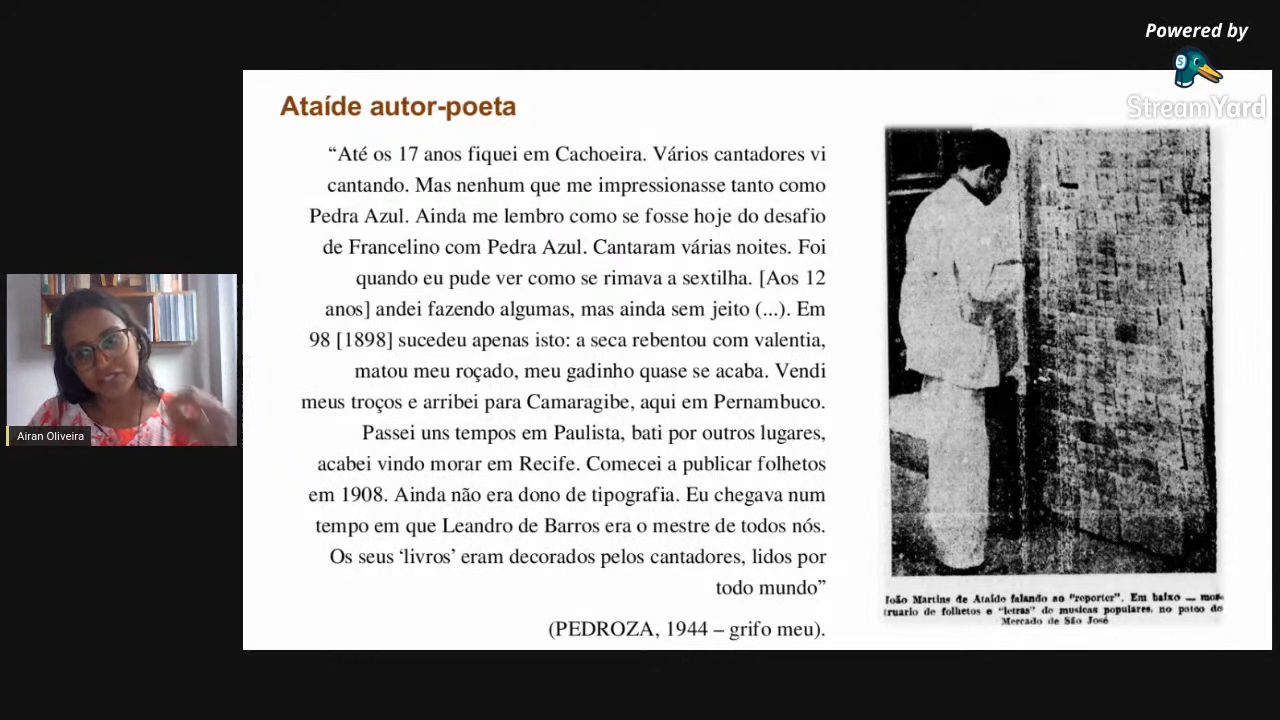 Powered by
StreamYard
Ataíde autor-poeta
“Até os 17 anos fiquei em Cachoeira. Vários cantadores vi
cantando. Mas nenhum que me impressionasse tanto como
Pedra Azul. Ainda me lembro como se fosse hoje do desafio
de Francelino com Pedra Azul. Cantaram várias noites. Foi
quando eu pude ver como se rimava a sextilha. [Aos 12
anos] andei fazendo algumas, mas ainda sem jeito (...). Em
98 [1898] sucedeu apenas isto: a seca rebentou com valentia,
matou meu roçado, meu gadinho quase se acaba. Vendi
meus troços e arribei para Camaragibe, aqui em Pernambuco.
Passei uns tempos em Paulista, bati por outros lugares,
acabei vindo morar em Recife. Comecei a publicar folhetos
em 1908. Ainda não era dono de tipografia. Eu chegava num
tempo em que Leandro de Barros era o mestre de todos nós.
Os seus ‘livros’ eram decorados pelos cantadores, lidos por
todo mundo”
(PEDROZA, 1944 – grifo meu).
João Martins de Ataíde falando ao "reporter". Em baixo — mos-
truario de folhetos e "letras" de musicas populares, no pateo do
Mercado de São José
Airan Oliveira